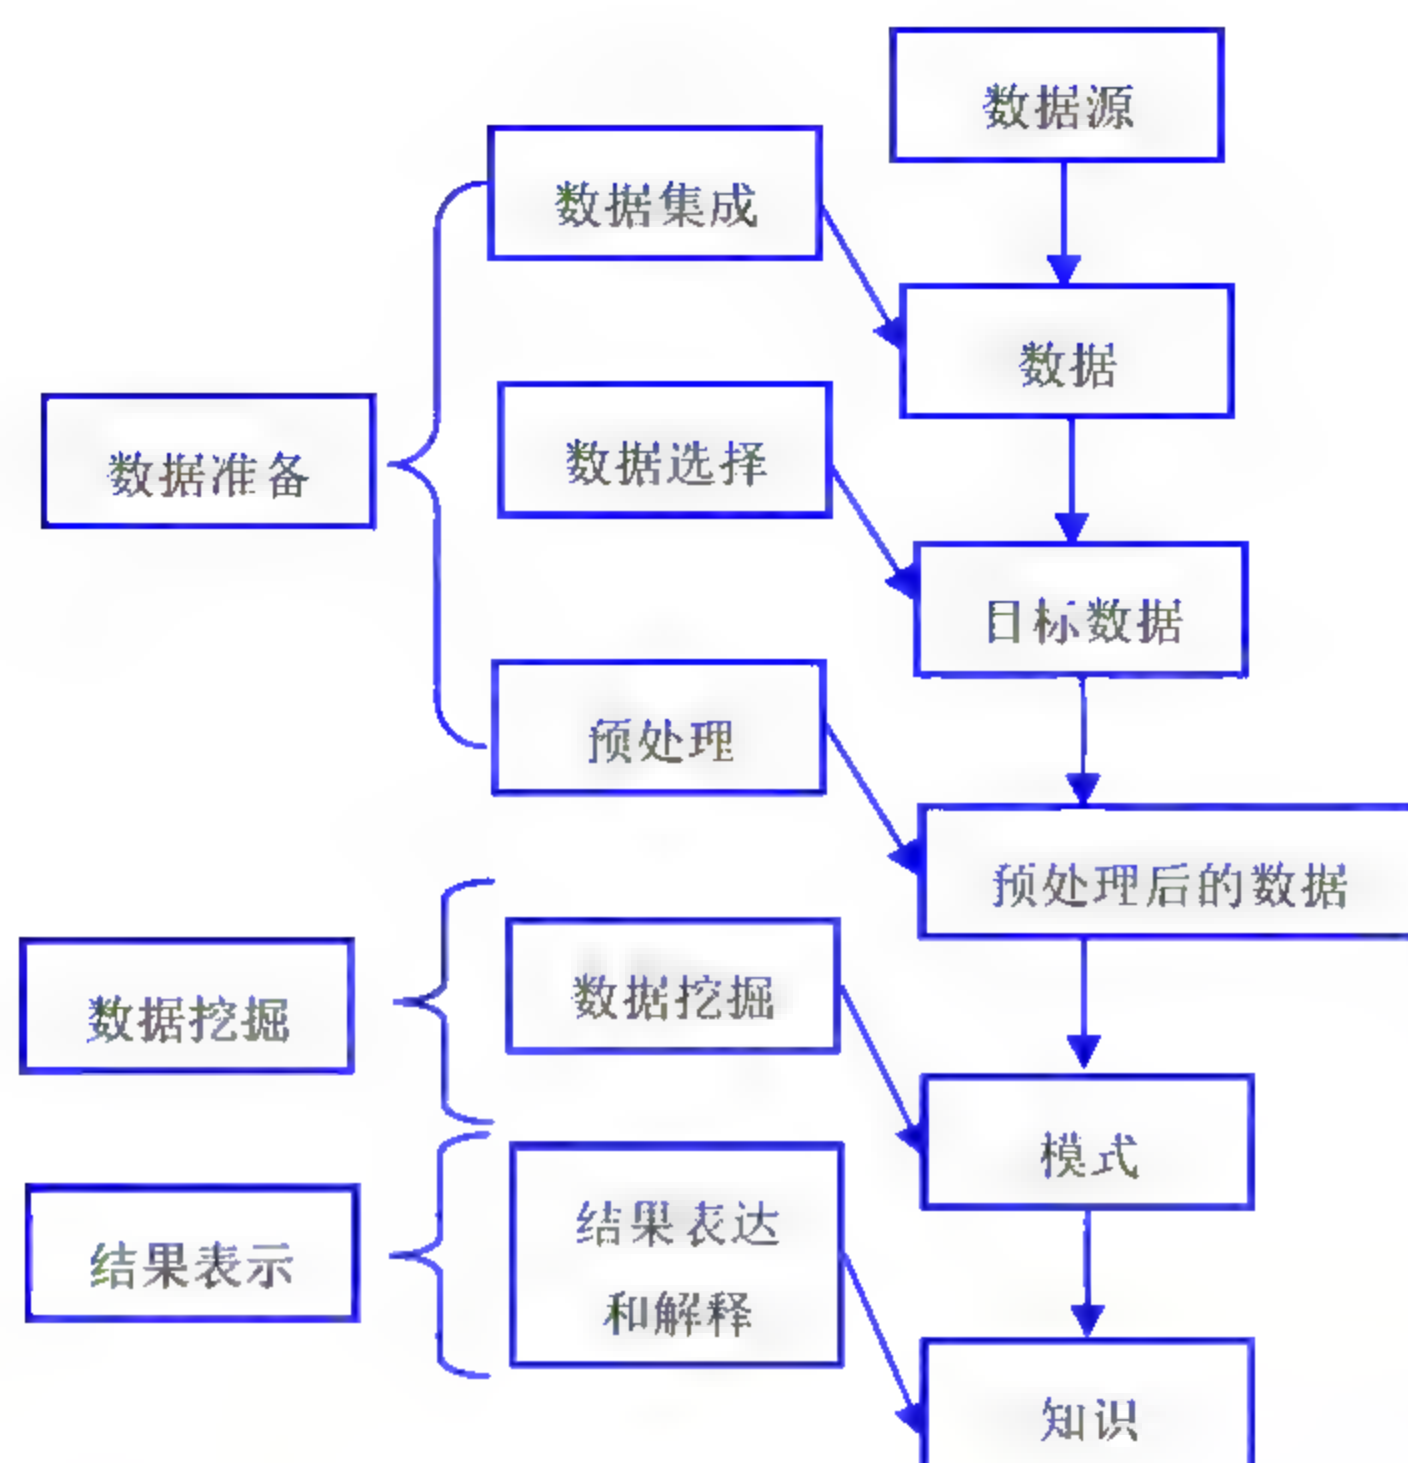 数据源
数据集成
数据
数据选择
数据准备
目标数据
预处理
预处理后的数据
数据挖掘
数据挖掘
模式
结果表达
和解释
结果表示
知识